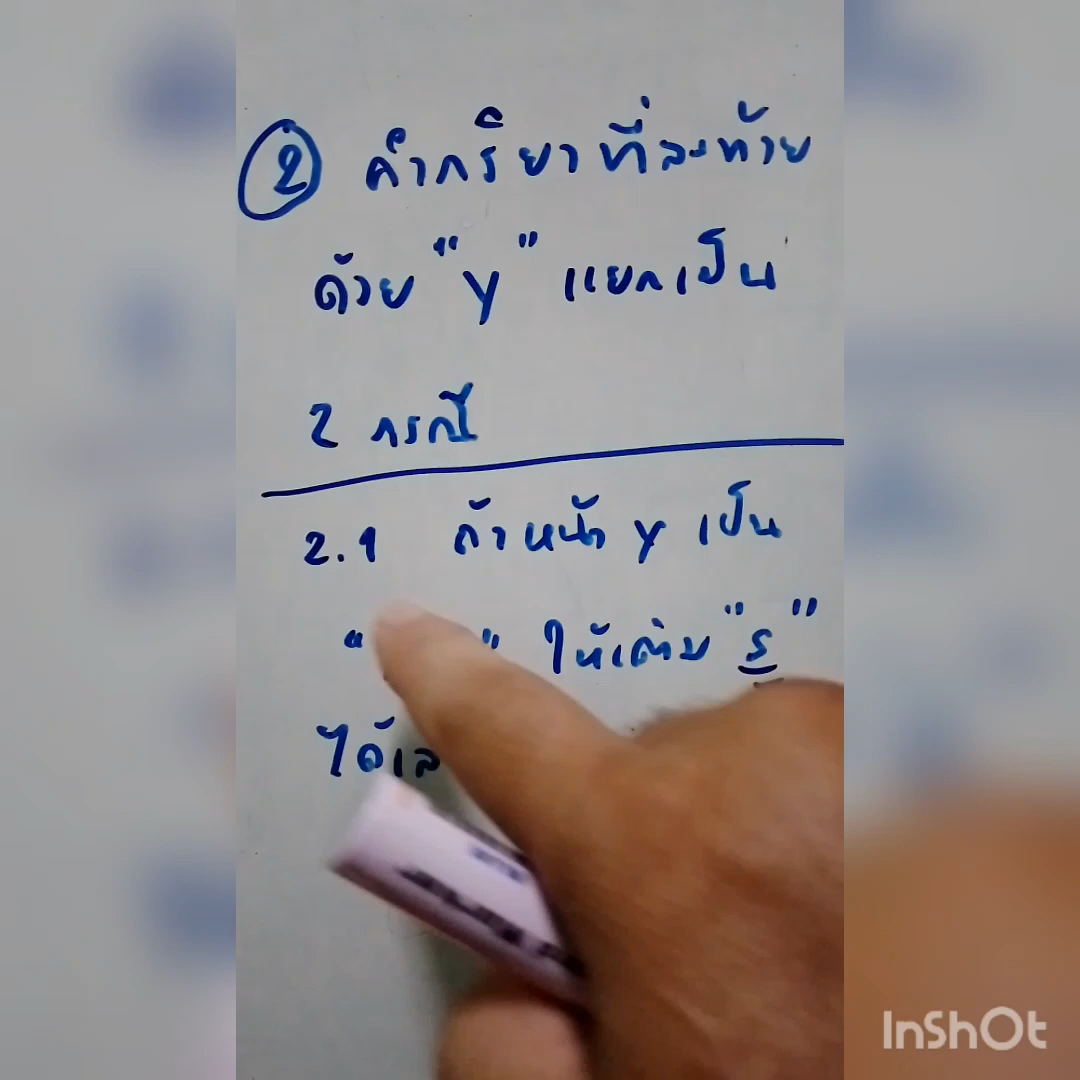 ② คำกริยาที่ลงท้าย
ด้วย "y" แยกเป็น
2 กรณี
2.1 ถ้าหน้า y เป็น
" " ให้เติม "s"
ได้เล
InShOt